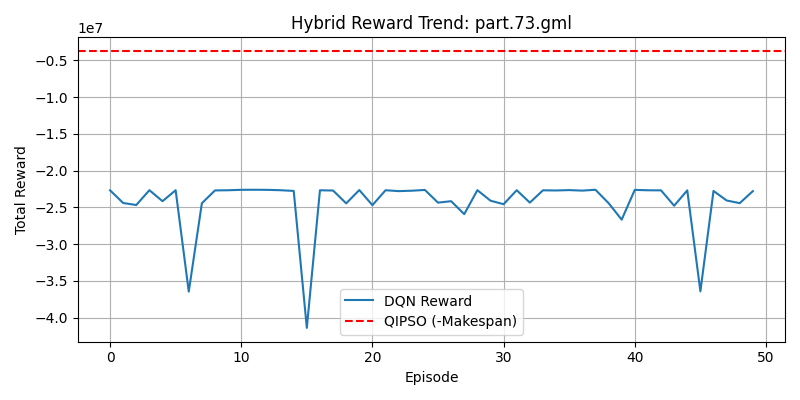 Hybrid Reward Trend: part.73.gml
1e7
−0.5
−1.0
−1.5
−2.0
−2.5
−3.0
−3.5
−4.0
Total Reward
DQN Reward
QIPSO (-Makespan)
0 10 20 30 40 50
Episode